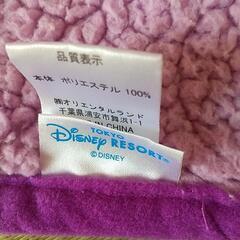 品質表示
本体 ポリエステル 100%
㈱オリエンタルランド
千葉県浦安市舞浜1-1
IN CHINA
TOKYO
DISNEY RESORT®
©DISNEY